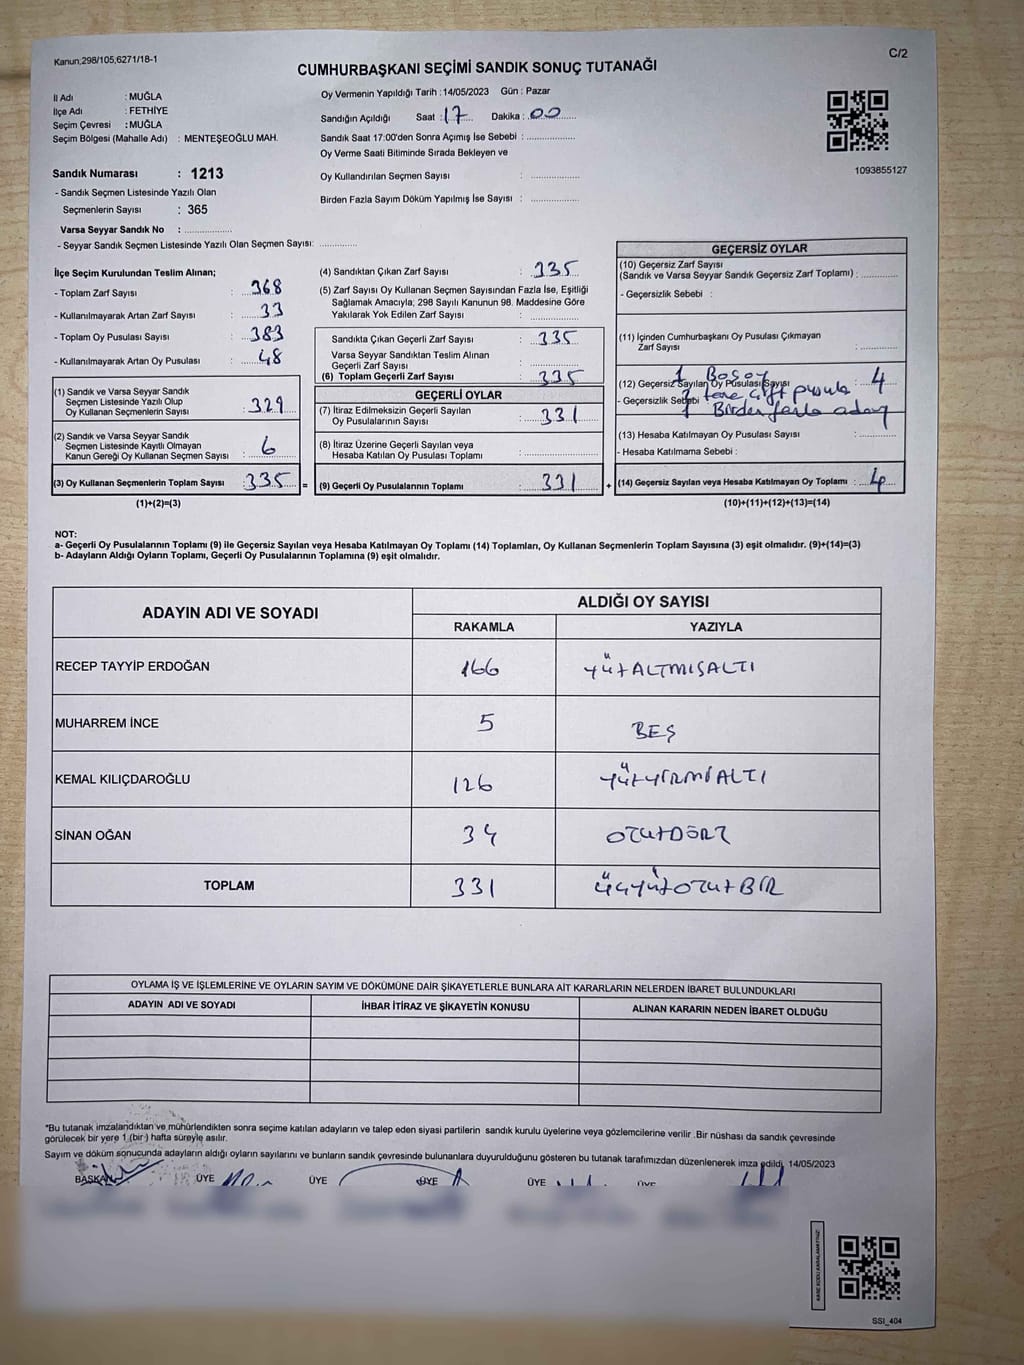 Kanun,298/105,6271/18-1
C/2
CUMHURBAŞKANI SEÇİMİ SANDIK SONUÇ TUTANAĞI
İl Adı : MUĞLA
İlçe Adı : FETHİYE
Seçim Çevresi : MUĞLA
Seçim Bölgesi (Mahalle Adı) : MENTEŞEOĞLU MAH.
Sandık Numarası : 1213
- Sandık Seçmen Listesinde Yazılı Olan
Seçmenlerin Sayısı : 365
Varsa Seyyar Sandık No : ..............
- Seyyar Sandık Seçmen Listesinde Yazılı Olan Seçmen Sayısı: ............
Oy Vermenin Yapıldığı Tarih :14/05/2023 Gün : Pazar
Sandığın Açıldığı Saat : 17 Dakika : 00
Sandık Saat 17:00'den Sonra Açımış İse Sebebi : ..............
Oy Verme Saati Bitiminde Sırada Bekleyen ve
Oy Kullandırılan Seçmen Sayısı : ..............
Birden Fazla Sayım Döküm Yapılmış İse Sayısı : ..............
1093855127
İlçe Seçim Kurulundan Teslim Alınan;
- Toplam Zarf Sayısı : 368
- Kullanılmayarak Artan Zarf Sayısı : 33
- Toplam Oy Pusulası Sayısı : 383
- Kullanılmayarak Artan Oy Pusulası : 48
(1) Sandık ve Varsa Seyyar Sandık
Seçmen Listesinde Yazılı Olup
Oy Kullanan Seçmenlerin Sayısı : 329
(2) Sandık ve Varsa Seyyar Sandık
Seçmen Listesinde Kayıtlı Olmayan
Kanun Gereği Oy Kullanan Seçmen Sayısı : 6
(3) Oy Kullanan Seçmenlerin Toplam Sayısı : 335 =
(1)+(2)=(3)
(4) Sandıktan Çıkan Zarf Sayısı : 335
(5) Zarf Sayısı Oy Kullanan Seçmen Sayısından Fazla İse, Eşitliği
Sağlamak Amacıyla; 298 Sayılı Kanunun 98. Maddesine Göre
Yakılarak Yok Edilen Zarf Sayısı : ..............
Sandıkta Çıkan Geçerli Zarf Sayısı : 335
Varsa Seyyar Sandıktan Teslim Alınan
Geçerli Zarf Sayısı : ..............
(6) Toplam Geçerli Zarf Sayısı : 335
GEÇERLİ OYLAR
(7) İtiraz Edilmeksizin Geçerli Sayılan
Oy Pusulalarının Sayısı : 331
(8) İtiraz Üzerine Geçerli Sayılan veya
Hesaba Katılan Oy Pusulası Toplamı : ..............
(9) Geçerli Oy Pusulalarının Toplamı : 331 +
GEÇERSİZ OYLAR
(10) Geçersiz Zarf Sayısı
(Sandık ve Varsa Seyyar Sandık Geçersiz Zarf Toplamı) : ............
- Geçersizlik Sebebi :
(11) İçinden Cumhurbaşkanı Oy Pusulası Çıkmayan
Zarf Sayısı : ............
1 Boş oy
(12) Geçersiz Sayılan Oy Pusulası Sayısı : 4
- Geçersizlik Sebebi tane çift pusula
1 Birden fazla aday
(13) Hesaba Katılmayan Oy Pusulası Sayısı : ............
- Hesaba Katılmama Sebebi :
(14) Geçersiz Sayılan veya Hesaba Katılmayan Oy Toplamı : 4
(10)+(11)+(12)+(13)=(14)
NOT:
a- Geçerli Oy Pusulalarının Toplamı (9) ile Geçersiz Sayılan veya Hesaba Katılmayan Oy Toplamı (14) Toplamları, Oy Kullanan Seçmenlerin Toplam Sayısına (3) eşit olmalıdır. (9)+(14)=(3)
b- Adayların Aldığı Oyların Toplamı, Geçerli Oy Pusulalarının Toplamına (9) eşit olmalıdır.
ADAYIN ADI VE SOYADI
ALDIĞI OY SAYISI
RAKAMLA YAZIYLA
RECEP TAYYİP ERDOĞAN 166 YÜZALTMIŞALTI
MUHARREM İNCE 5 BEŞ
KEMAL KILIÇDAROĞLU 126 YÜZYİRMİALTI
SİNAN OĞAN 34 OTUZDÖRT
TOPLAM 331 ÜÇYÜZOTUZBİR
OYLAMA İŞ VE İŞLEMLERİNE VE OYLARIN SAYIM VE DÖKÜMÜNE DAİR ŞİKAYETLERLE BUNLARA AİT KARARLARIN NELERDEN İBARET BULUNDUKLARI
ADAYIN ADI VE SOYADI İHBAR İTİRAZ VE ŞİKAYETİN KONUSU ALINAN KARARIN NEDEN İBARET OLDUĞU
*Bu tutanak imzalandıktan ve mühürlendikten sonra seçime katılan adayların ve talep eden siyasi partilerin sandık kurulu üyelerine veya gözlemcilerine verilir .Bir nüshası da sandık çevresinde
görülecek bir yere 1 (bir ) hafta süreyle asılır.
Sayım ve döküm sonucunda adayların aldığı oyların sayılarını ve bunların sandık çevresinde bulunanlara duyurulduğunu gösteren bu tutanak tarafımızdan düzenlenerek imza edildi. 14/05/2023
BAŞKAN ÜYE ÜYE ÜYE ÜYE ÜYE
KARE KODU KARALAMAYINIZ!
SSI_404